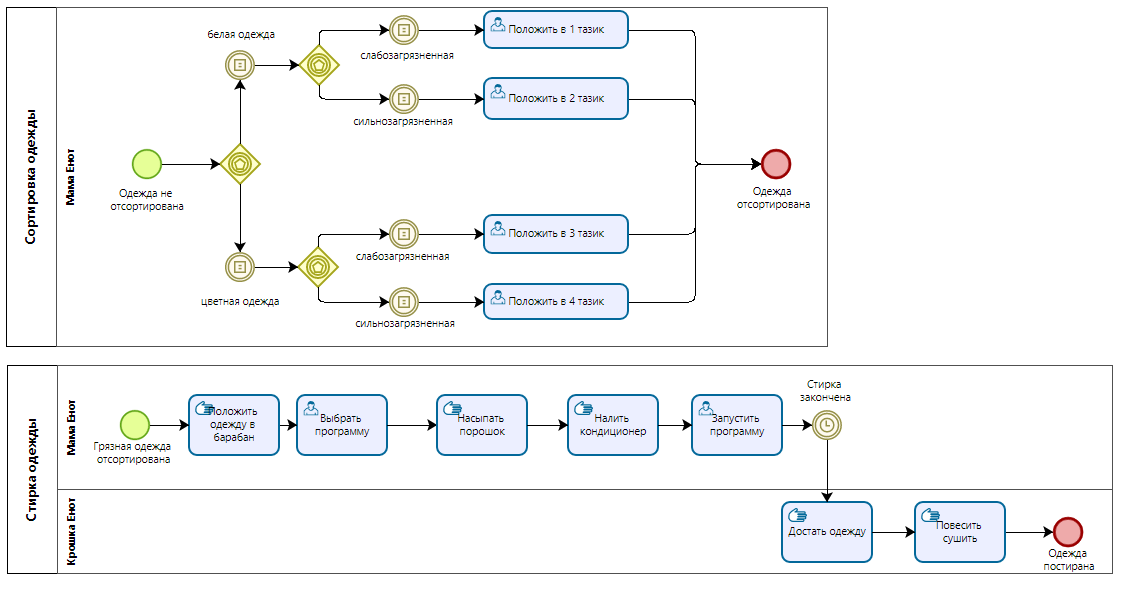 Сортировка одежды
Мама Енот
Одежда не
отсортирована
белая одежда
слабозагрязненная
Положить в 1 тазик
сильнозагрязненная
Положить в 2 тазик
цветная одежда
слабозагрязненная
Положить в 3 тазик
сильнозагрязненная
Положить в 4 тазик
Одежда
отсортирована
Стирка одежды
Мама Енот
Грязная одежда
отсортирована
Положить
одежду в
барабан
Выбрать
программу
Насыпать
порошок
Налить
кондиционер
Запустить
программу
Стирка
закончена
Крошка Енот
Достать одежду
Повесить
сушить
Одежда
постирана